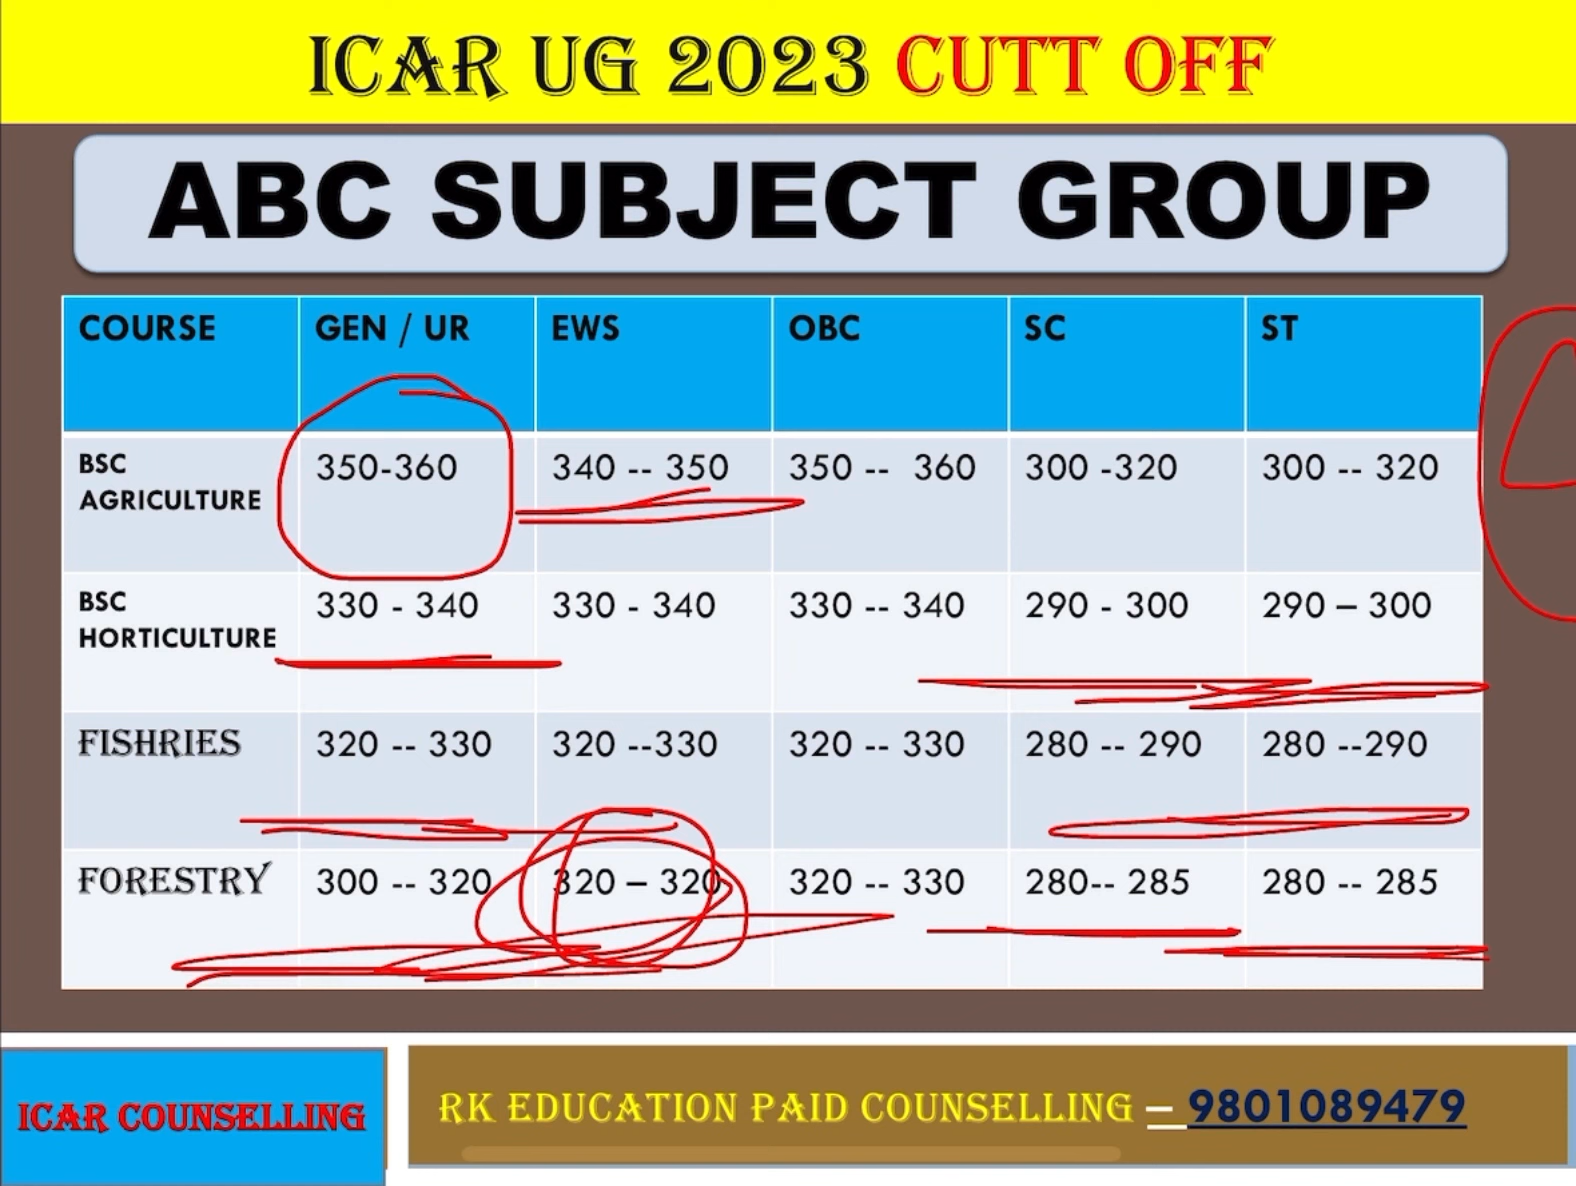 ICAR UG 2023 CUTT OFF
ABC SUBJECT GROUP
COURSE GEN / UR EWS OBC SC ST
BSC AGRICULTURE 350-360 340 -- 350 350 -- 360 300 -320 300 -- 320
BSC HORTICULTURE 330 - 340 330 - 340 330 -- 340 290 - 300 290 – 300
FISHRIES 320 -- 330 320 --330 320 -- 330 280 -- 290 280 --290
FORESTRY 300 -- 320 320 – 320 320 -- 330 280-- 285 280 -- 285
ICAR COUNSELLING
RK EDUCATION PAID COUNSELLING – 9801089479